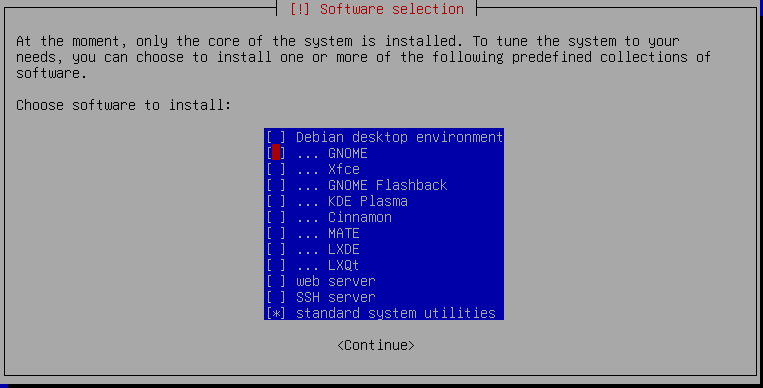 [!] Software selection
At the moment, only the core of the system is installed. To tune the system to your
needs, you can choose to install one or more of the following predefined collections of
software.
Choose software to install:
[ ] Debian desktop environment
[ ] ... GNOME
[ ] ... Xfce
[ ] ... GNOME Flashback
[ ] ... KDE Plasma
[ ] ... Cinnamon
[ ] ... MATE
[ ] ... LXDE
[ ] ... LXQt
[ ] web server
[ ] SSH server
[*] standard system utilities
<Continue>